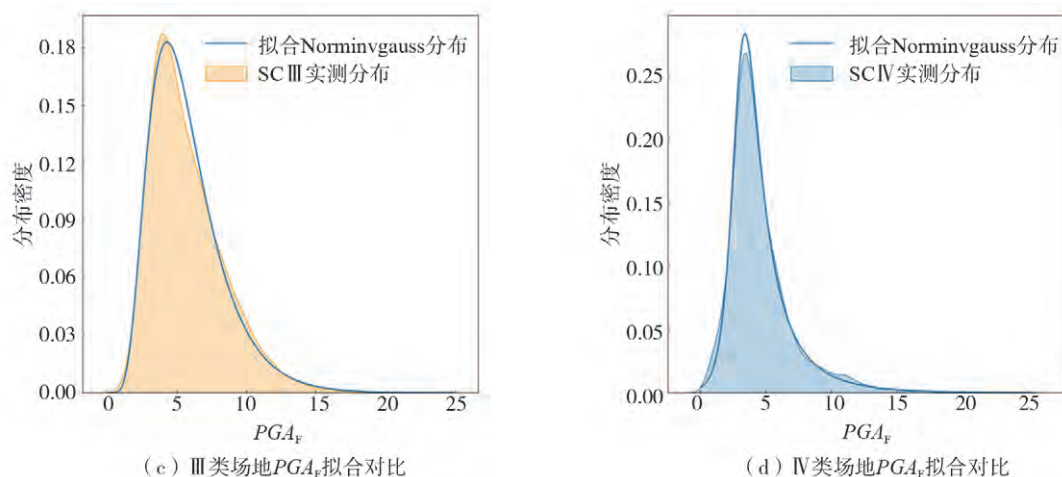 0.18
0.15
0.12
0.09
0.06
0.03
0.00
分布密度
拟合Norminvgauss分布
SCⅢ实测分布
0 5 10 15 20 25
PGA_F
（c）Ⅲ类场地PGA_F拟合对比
0.25
0.20
0.15
0.10
0.05
0.00
分布密度
拟合Norminvgauss分布
SCⅣ实测分布
0 5 10 15 20 25
PGA_F
（d）Ⅳ类场地PGA_F拟合对比